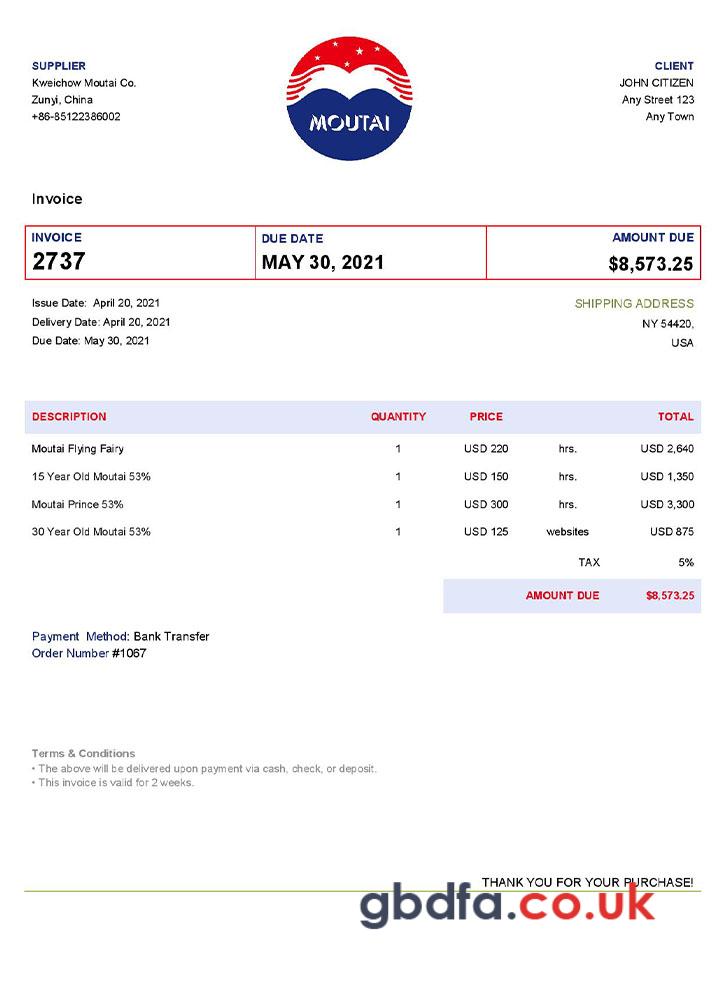 SUPPLIER
Kweichow Moutai Co.
Zunyi, China
+86-85122386002
MOUTAI
CLIENT
JOHN CITIZEN
Any Street 123
Any Town
Invoice
INVOICE
2737
DUE DATE
MAY 30, 2021
AMOUNT DUE
$8,573.25
Issue Date: April 20, 2021
Delivery Date: April 20, 2021
Due Date: May 30, 2021
SHIPPING ADDRESS
NY 54420,
USA
DESCRIPTION QUANTITY PRICE TOTAL
Moutai Flying Fairy 1 USD 220 hrs. USD 2,640
15 Year Old Moutai 53% 1 USD 150 hrs. USD 1,350
Moutai Prince 53% 1 USD 300 hrs. USD 3,300
30 Year Old Moutai 53% 1 USD 125 websites USD 875
TAX 5%
AMOUNT DUE $8,573.25
Payment Method: Bank Transfer
Order Number #1067
Terms & Conditions
• The above will be delivered upon payment via cash, check, or deposit.
• This invoice is valid for 2 weeks.
THANK YOU FOR YOUR PURCHASE!
gbdfa.co.uk